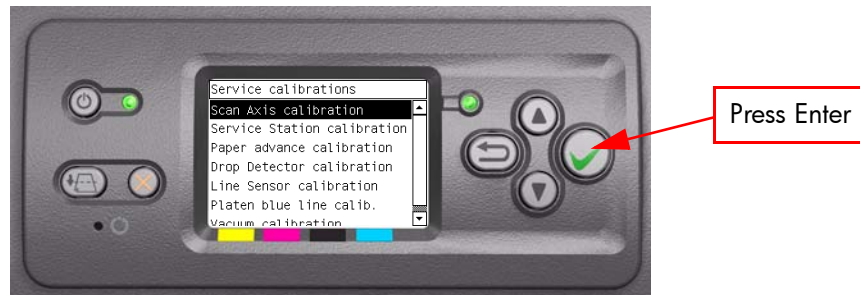 Service calibrations
Scan Axis calibration
Service Station calibration
Paper advance calibration
Drop Detector calibration
Line Sensor calibration
Platen blue line calib.
Vacuum calibration
Press Enter